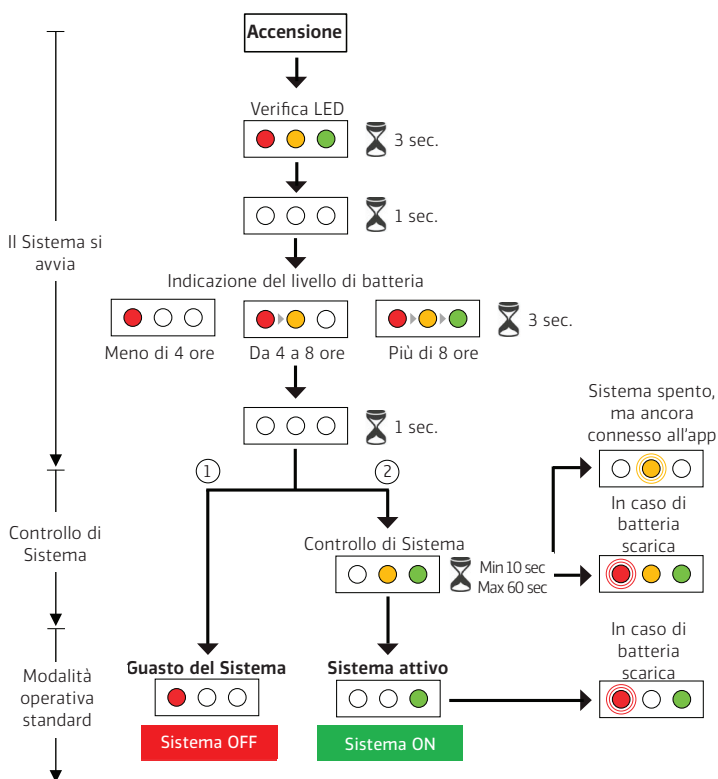 Accensione
Verifica LED
3 sec.
1 sec.
Il Sistema si
avvia
Indicazione del livello di batteria
3 sec.
Meno di 4 ore
Da 4 a 8 ore
Più di 8 ore
1 sec.
Sistema spento,
ma ancora
connesso all'app
1
2
In caso di
batteria
scarica
Controllo di
Sistema
Controllo di Sistema
Min 10 sec
Max 60 sec
Modalità
operativa
standard
Guasto del Sistema
Sistema OFF
Sistema attivo
Sistema ON
In caso di
batteria
scarica